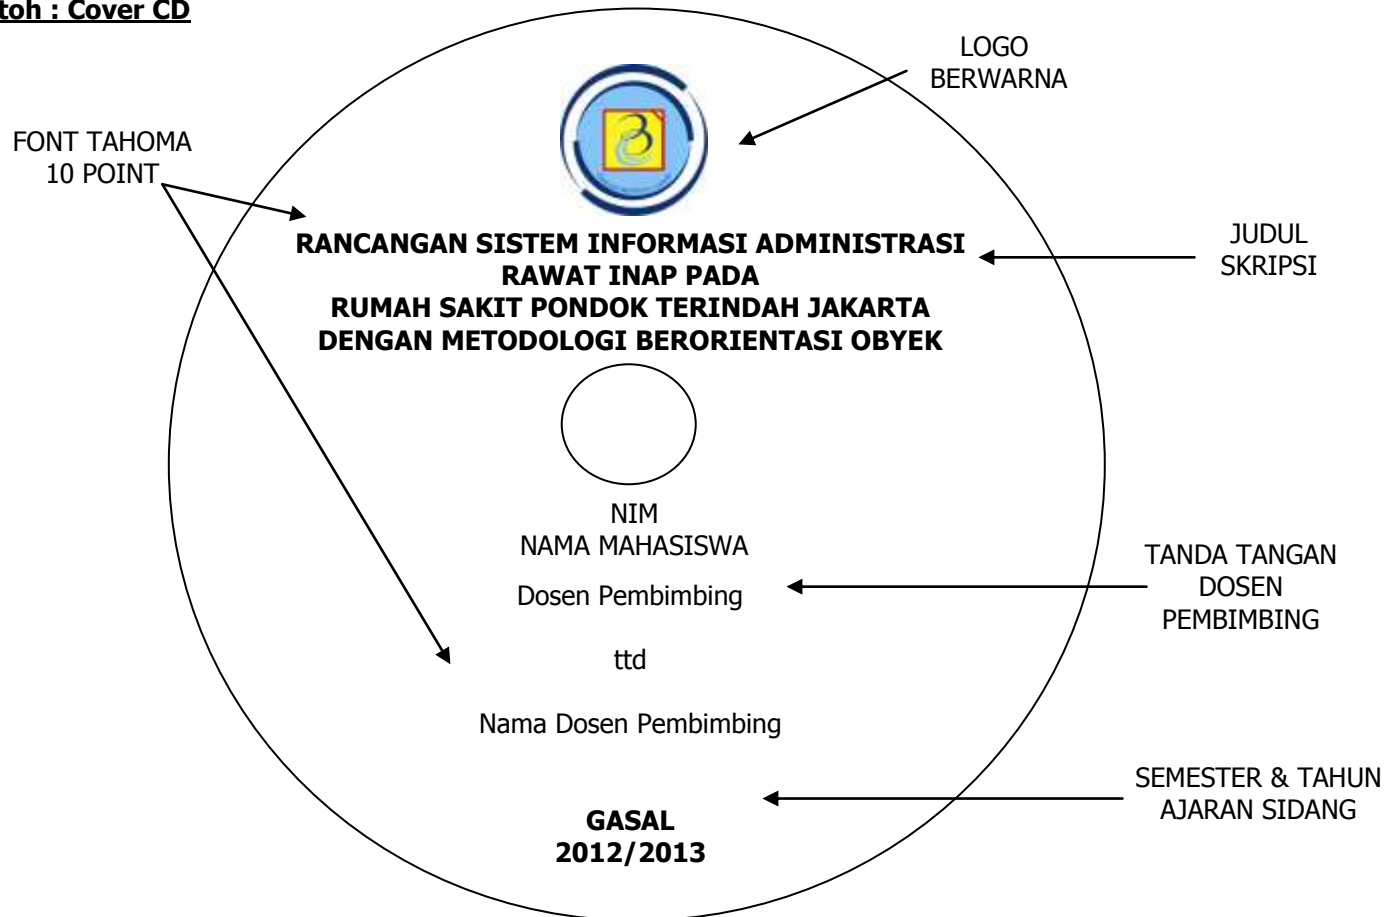 toh : Cover CD
LOGO
BERWARNA
FONT TAHOMA
10 POINT
RANCANGAN SISTEM INFORMASI ADMINISTRASI
RAWAT INAP PADA
RUMAH SAKIT PONDOK TERINDAH JAKARTA
DENGAN METODOLOGI BERORIENTASI OBYEK
JUDUL
SKRIPSI
NIM
NAMA MAHASISWA
Dosen Pembimbing
ttd
Nama Dosen Pembimbing
TANDA TANGAN
DOSEN
PEMBIMBING
GASAL
2012/2013
SEMESTER & TAHUN
AJARAN SIDANG